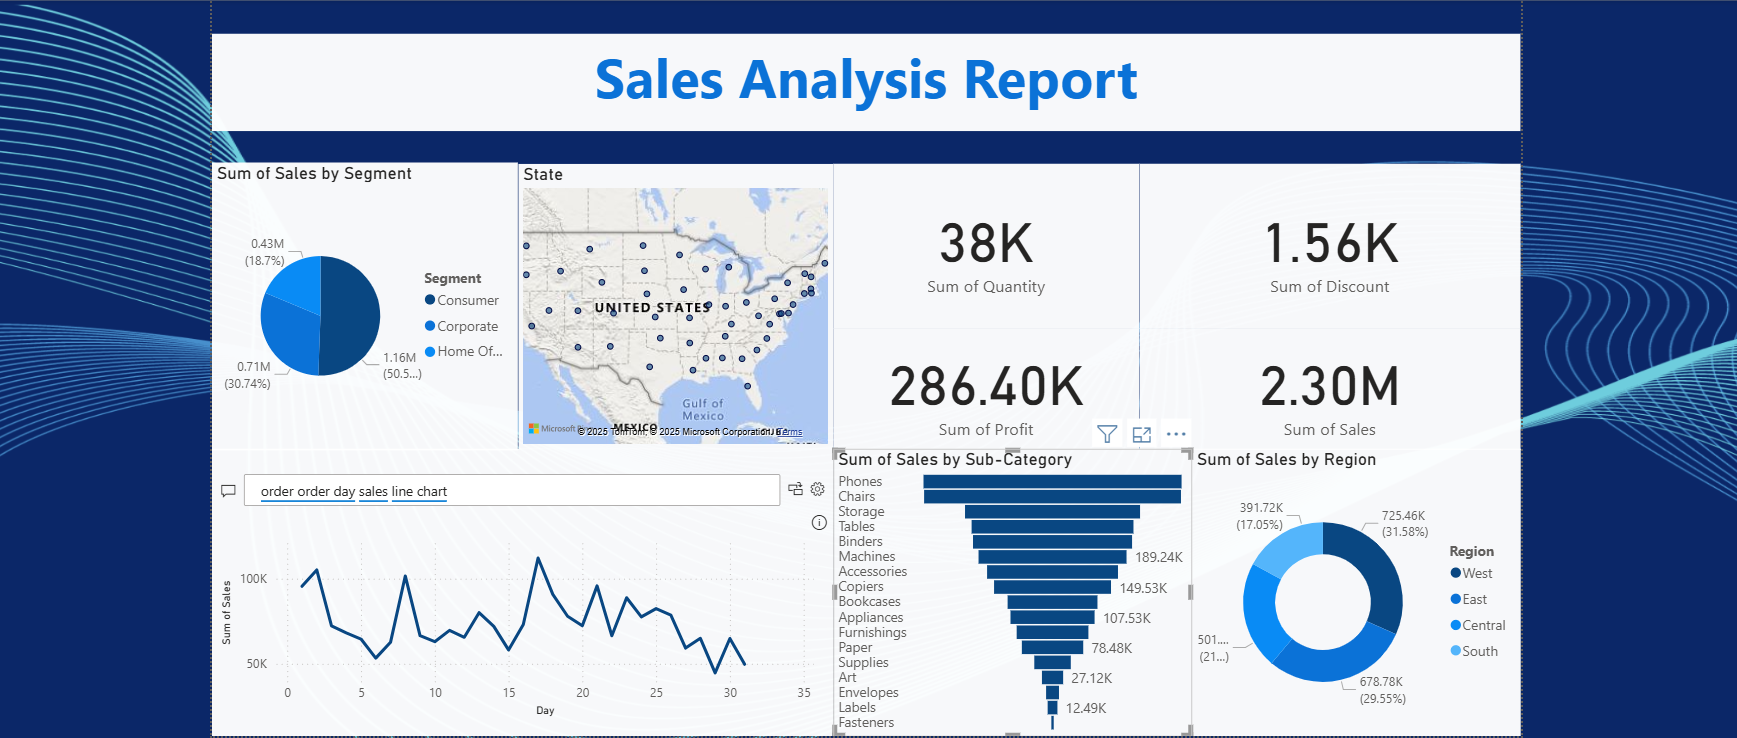 Sales Analysis Report
Sum of Sales by Segment
0.43M
(18.7%)
0.71M
(30.74%)
1.16M
(50.5...)
Segment
Consumer
Corporate
Home Of...
State
UNITED STATES
Gulf of
Mexico
MEXICO
Microsoft
© 2025 TomTom, © 2025 Microsoft Corporation,
Terms
38K
Sum of Quantity
1.56K
Sum of Discount
286.40K
Sum of Profit
2.30M
Sum of Sales
order order day sales line chart
Sum of Sales
100K
50K
0 5 10 15 20 25 30 35
Day
Sum of Sales by Sub-Category
Phones
Chairs
Storage
Tables
Binders
Machines 189.24K
Accessories
Copiers 149.53K
Bookcases
Appliances 107.53K
Furnishings
Paper 78.48K
Supplies
Art 27.12K
Envelopes
Labels 12.49K
Fasteners
Sum of Sales by Region
391.72K
(17.05%)
725.46K
(31.58%)
501....
(21...)
678.78K
(29.55%)
Region
West
East
Central
South